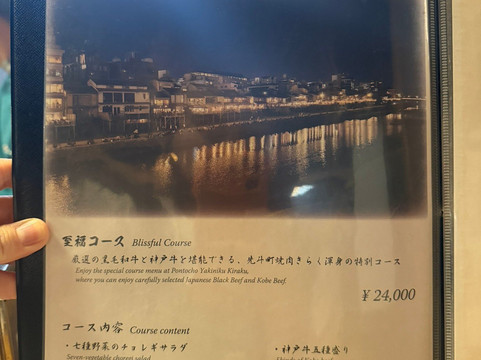 至福コース Blissful Course
厳選の黒毛和牛と神戸牛を堪能できる、先斗町焼肉きらく渾身の特別コース
Enjoy the special course menu at Pontocho Yakiniku Kiraku,
where you can enjoy carefully selected Japanese Black Beef and Kobe Beef.
¥24,000
コース内容 Course content
・七種野菜のチョレギサラダ
Seven-vegetable choregi salad
・神戸牛五種盛り